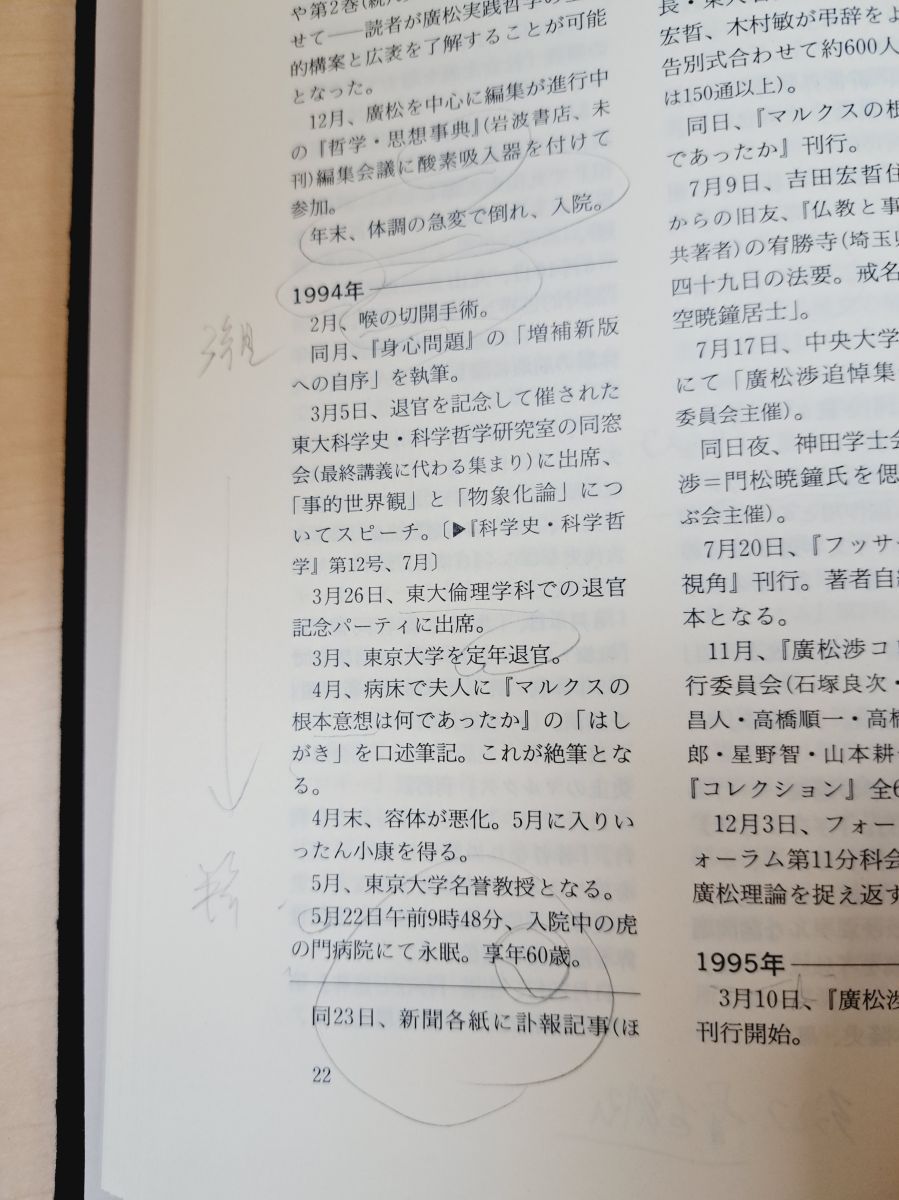 や第2巻
せて――読者が廣松実践哲学の
的構案と広袤を了解することが可能
となった。
12月、廣松を中心に編集が進行中
の『哲学・思想事典』(岩波書店、未
刊)編集会議に酸素吸入器を付けて
参加。
年末、体調の急変で倒れ、入院。
1994年
2月、喉の切開手術。
同月、『身心問題』の「増補新版
への自序」を執筆。
3月5日、退官を記念して催された
東大科学史・科学哲学研究室の同窓
会(最終講義に代わる集まり)に出席、
「事的世界観」と「物象化論」につ
いてスピーチ。〔▶『科学史・科学哲
学』第12号、7月〕
3月26日、東大倫理学科での退官
記念パーティに出席。
3月、東京大学を定年退官。
4月、病床で夫人に『マルクスの
根本意想は何であったか』の「はし
がき」を口述筆記。これが絶筆とな
る。
4月末、容体が悪化。5月に入りい
ったん小康を得る。
5月、東京大学名誉教授となる。
5月22日午前9時48分、入院中の虎
の門病院にて永眠。享年60歳。
同23日、新聞各紙に訃報記事(ほ
22
長・東大
宏哲、木村敏が弔辞をよ
告別式合わせて約600人
は150通以上)。
同日、『マルクスの根
であったか』刊行。
7月9日、吉田宏哲住
からの旧友、『仏教と事
共著者)の宥勝寺(埼玉県
四十九日の法要。戒名
空暁鐘居士」。
7月17日、中央大学
にて「廣松渉追悼集
委員会主催)。
同日夜、神田学士会
渉＝門松暁鐘氏を偲
ぶ会主催)。
7月20日、『フッサ
視角』刊行。著者自
本となる。
11月、『廣松渉コ
行委員会(石塚良次・
昌人・高橋順一・高橋
郎・星野智・山本耕
『コレクション』全6
12月3日、フォー
ォーラム第11分科会
廣松理論を捉え返す
1995年
3月10日、『廣松渉
刊行開始。